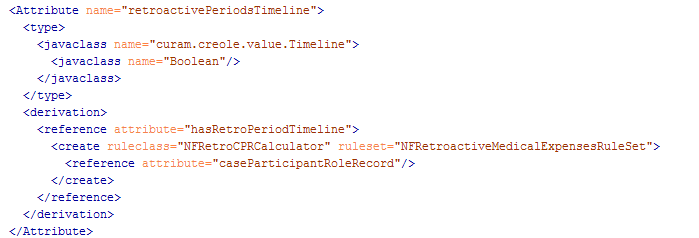 <Attribute name="retroactivePeriodsTimeline">
<type>
<javaclass name="curam.creole.value.Timeline">
<javaclass name="Boolean"/>
</javaclass>
</type>
<derivation>
<reference attribute="hasRetroPeriodTimeline">
<create ruleclass="NFRetroCPRCalculator" ruleset="NFRetroactiveMedicalExpensesRuleSet">
<reference attribute="caseParticipantRoleRecord"/>
</create>
</reference>
</derivation>
</Attribute>